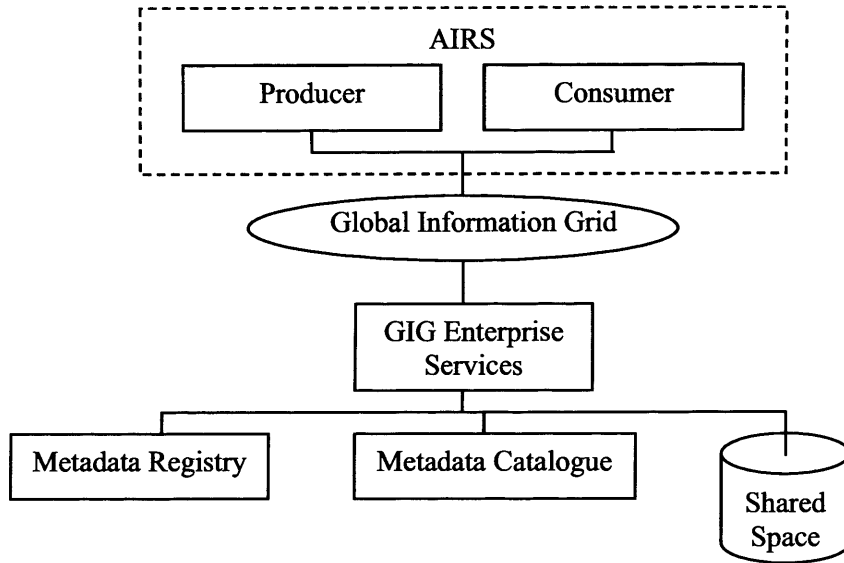 AIRS
Producer
Consumer
Global Information Grid
GIG Enterprise
Services
Metadata Registry
Metadata Catalogue
Shared
Space